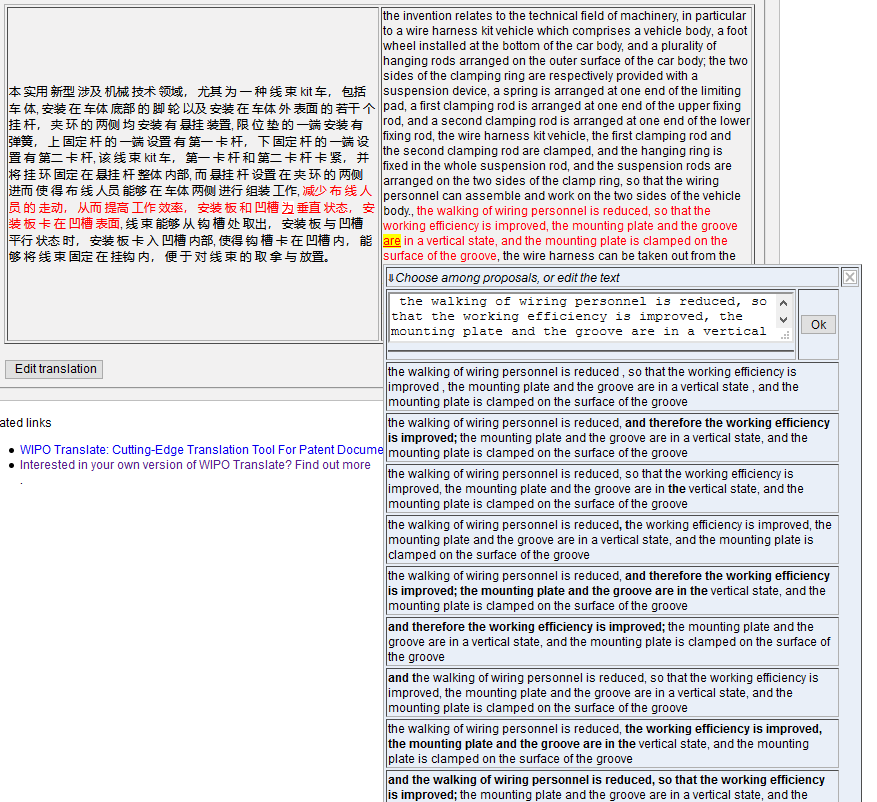 本实用新型涉及机械技术领域，尤其为一种线束kit车，包括
车体,安装在车体底部的脚轮以及安装在车体外表面的若干个
挂杆，夹环的两侧均安装有悬挂装置,限位垫的一端安装有
弹簧，上固定杆的一端设置有第一卡杆，下固定杆的一端设
置有第二卡杆,该线束kit车，第一卡杆和第二卡杆卡紧，并
将挂环固定在悬挂杆整体内部,而悬挂杆设置在夹环的两侧
进而使得布线人员能够在车体两侧进行组装工作,减少布线人
员的走动，从而提高工作效率，安装板和凹槽为垂直状态，安
装板卡在凹槽表面,线束能够从钩槽处取出，安装板与凹槽
平行状态时，安装板卡入凹槽内部,使得钩槽卡在凹槽内，能
够将线束固定在挂钩内，便于对线束的取拿与放置。
the invention relates to the technical field of machinery, in particular
to a wire harness kit vehicle which comprises a vehicle body, a foot
wheel installed at the bottom of the car body, and a plurality of
hanging rods arranged on the outer surface of the car body; the two
sides of the clamping ring are respectively provided with a
suspension device, a spring is arranged at one end of the limiting
pad, a first clamping rod is arranged at one end of the upper fixing
rod, and a second clamping rod is arranged at one end of the lower
fixing rod, the wire harness kit vehicle, the first clamping rod and
the second clamping rod are clamped, and the hanging ring is
fixed in the whole suspension rod, and the suspension rods are
arranged on the two sides of the clamp ring, so that the wiring
personnel can assemble and work on the two sides of the vehicle
body., the walking of wiring personnel is reduced, so that the
working efficiency is improved, the mounting plate and the groove
are in a vertical state, and the mounting plate is clamped on the
surface of the groove, the wire harness can be taken out from the
Edit translation
ated links
WIPO Translate: Cutting-Edge Translation Tool For Patent Docume
Interested in your own version of WIPO Translate? Find out more
.
⇓Choose among proposals, or edit the text
the walking of wiring personnel is reduced, so
that the working efficiency is improved, the
mounting plate and the groove are in a vertical
Ok
the walking of wiring personnel is reduced , so that the working efficiency is
improved , the mounting plate and the groove are in a vertical state , and the
mounting plate is clamped on the surface of the groove
the walking of wiring personnel is reduced, and therefore the working efficiency
is improved; the mounting plate and the groove are in a vertical state, and the
mounting plate is clamped on the surface of the groove
the walking of wiring personnel is reduced, so that the working efficiency is
improved, the mounting plate and the groove are in the vertical state, and the
mounting plate is clamped on the surface of the groove
the walking of wiring personnel is reduced, the working efficiency is improved, the
mounting plate and the groove are in a vertical state, and the mounting plate is
clamped on the surface of the groove
the walking of wiring personnel is reduced, and therefore the working efficiency
is improved; the mounting plate and the groove are in the vertical state, and the
mounting plate is clamped on the surface of the groove
and therefore the working efficiency is improved; the mounting plate and the
groove are in a vertical state, and the mounting plate is clamped on the surface of
the groove
and the walking of wiring personnel is reduced, so that the working efficiency is
improved, the mounting plate and the groove are in a vertical state, and the
mounting plate is clamped on the surface of the groove
the walking of wiring personnel is reduced, the working efficiency is improved,
the mounting plate and the groove are in the vertical state, and the mounting
plate is clamped on the surface of the groove
and the walking of wiring personnel is reduced, so that the working efficiency
is improved; the mounting plate and the groove are in a vertical state, and the